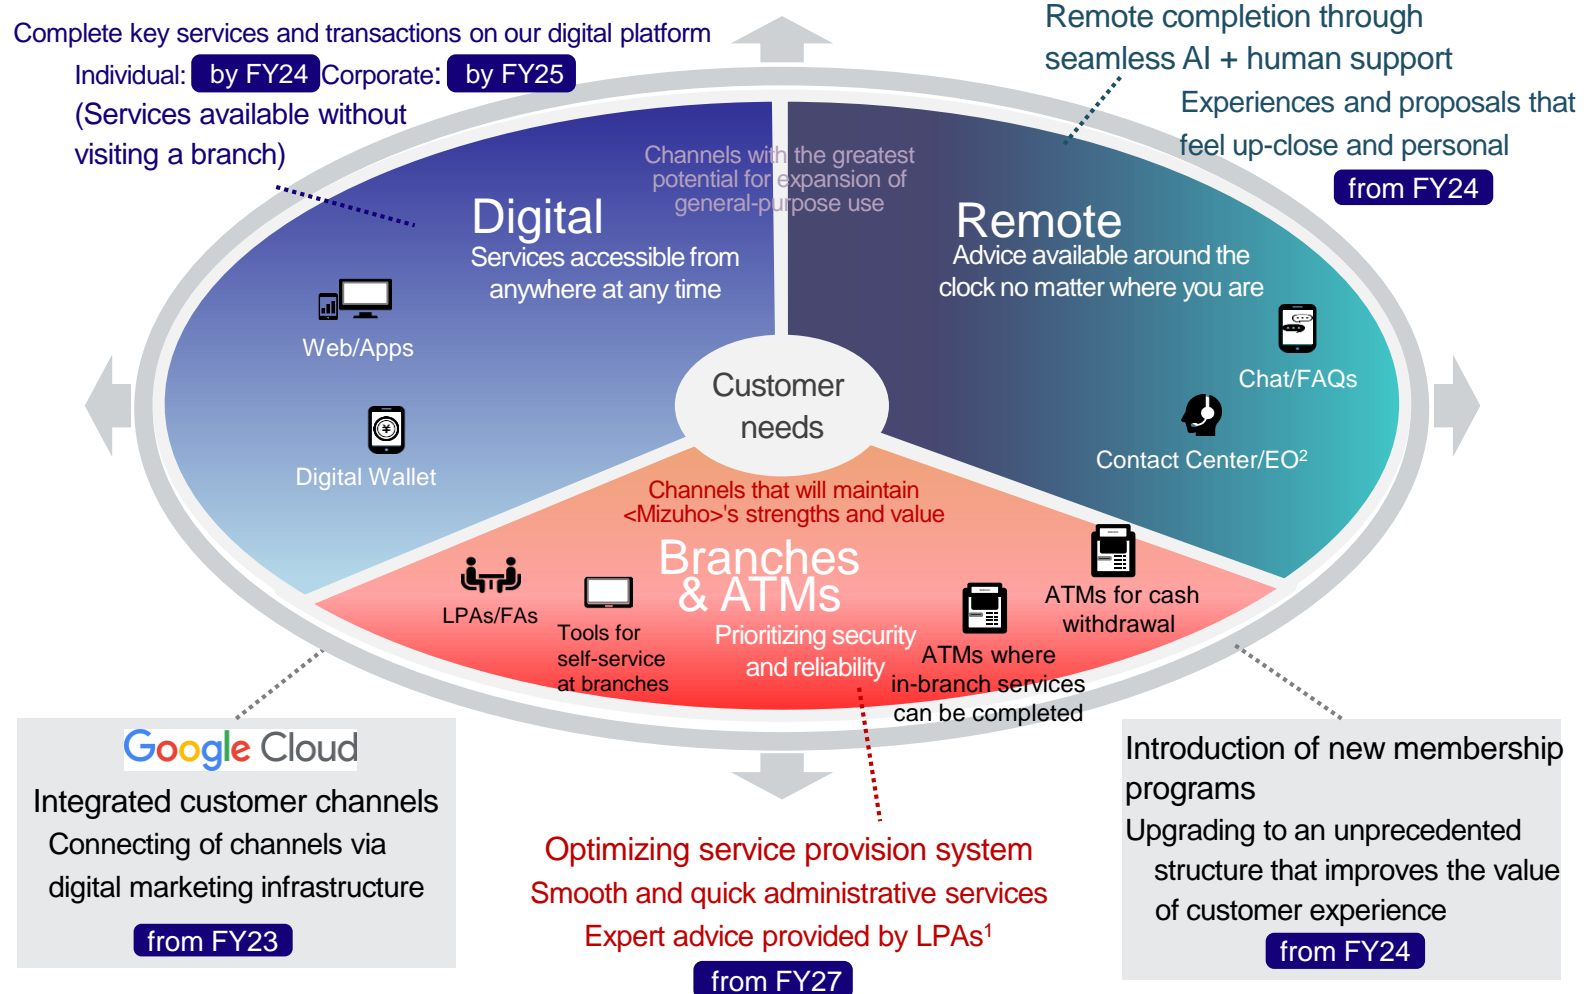 Complete key services and transactions on our digital platform
Individual: by FY24 Corporate: by FY25
(Services available without
visiting a branch)
Remote completion through
seamless AI + human support
Experiences and proposals that
feel up-close and personal
from FY24
Channels with the greatest
potential for expansion of
general-purpose use
Digital
Services accessible from
anywhere at any time
Web/Apps
Digital Wallet
Remote
Advice available around the
clock no matter where you are
Chat/FAQs
Contact Center/EO²
Customer
needs
Channels that will maintain
<Mizuho>'s strengths and value
Branches
& ATMs
Prioritizing security
and reliability
LPAs/FAs
Tools for
self-service
at branches
ATMs where
in-branch services
can be completed
ATMs for cash
withdrawal
Google Cloud
Integrated customer channels
Connecting of channels via
digital marketing infrastructure
from FY23
Optimizing service provision system
Smooth and quick administrative services
Expert advice provided by LPAs¹
from FY27
Introduction of new membership
programs
Upgrading to an unprecedented
structure that improves the value
of customer experience
from FY24